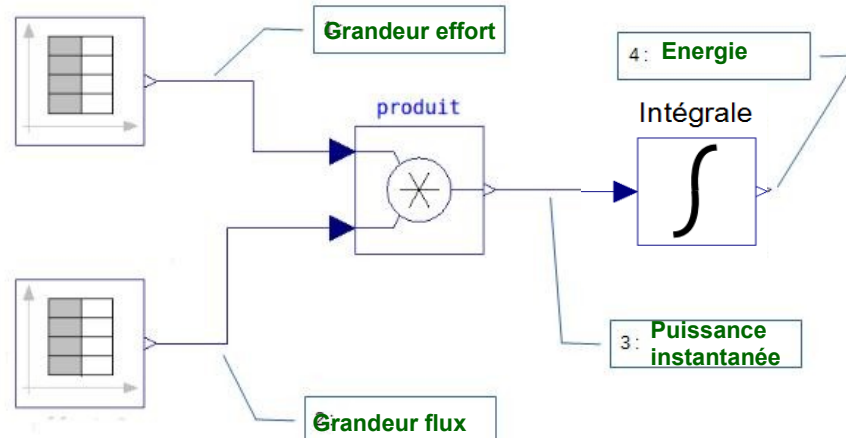 Grandeur effort
4: Energie
produit
Intégrale
3: Puissance
instantanée
Grandeur flux